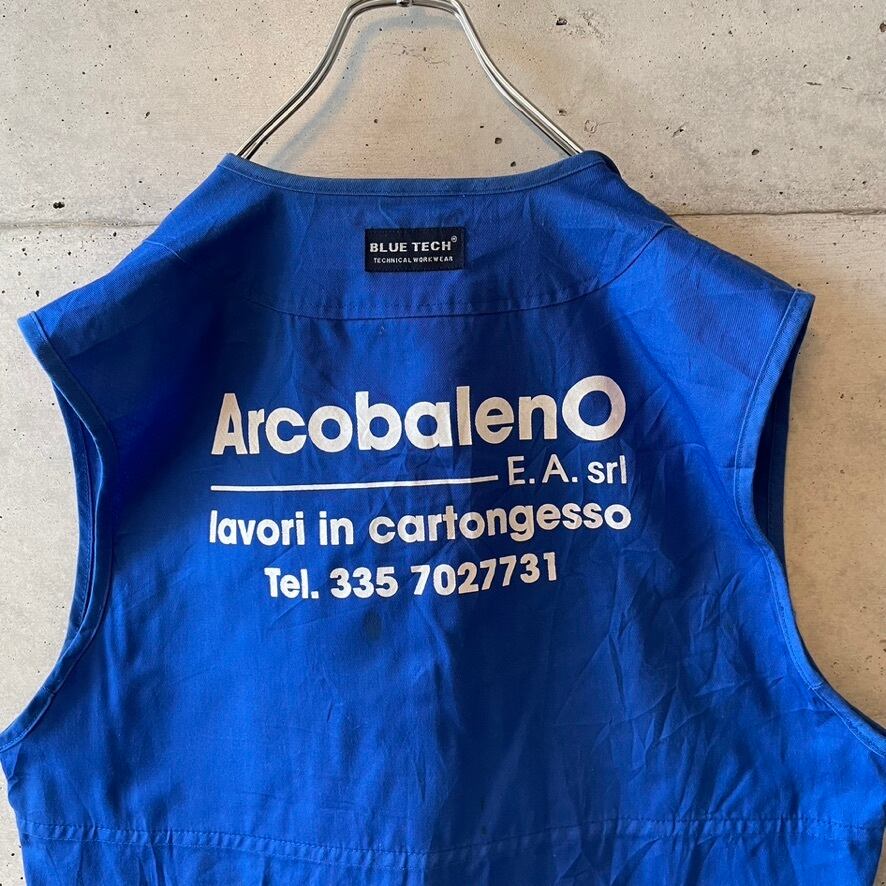 BLUE TECH®
TECHNICAL WORKWEAR
ArcobalenO
E. A. srl
lavori in cartongesso
Tel. 335 7027731